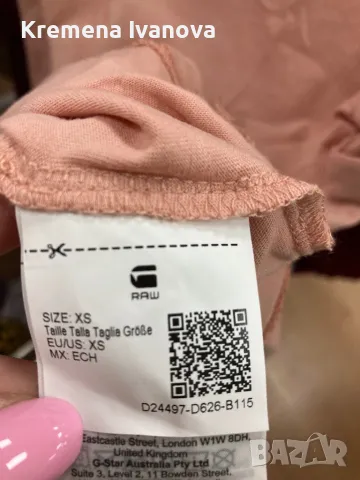 Kremena Ivanova
RAW
SIZE: XS
Taille Talla Taglia Größe
EU/US: XS
MX: ECH
D24497-D626-B115
Eastcastle Street, London W1W 8DH,
United Kingdom
G-Star Australia Pty Ltd
Suite 3, Level 2, 11 Bowden Street,
BAZAR